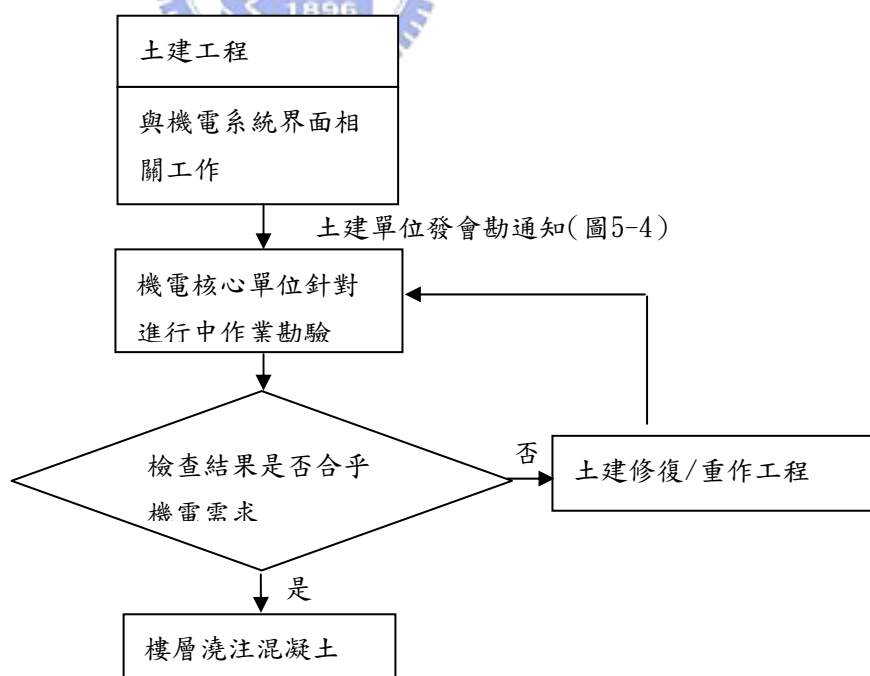 1896
土建工程
與機電系統界面相
關工作
土建單位發會勘通知(圖5-4)
機電核心單位針對
進行中作業勘驗
檢查結果是否合乎
機電需求
否
土建修復/重作工程
是
樓層澆注混凝土